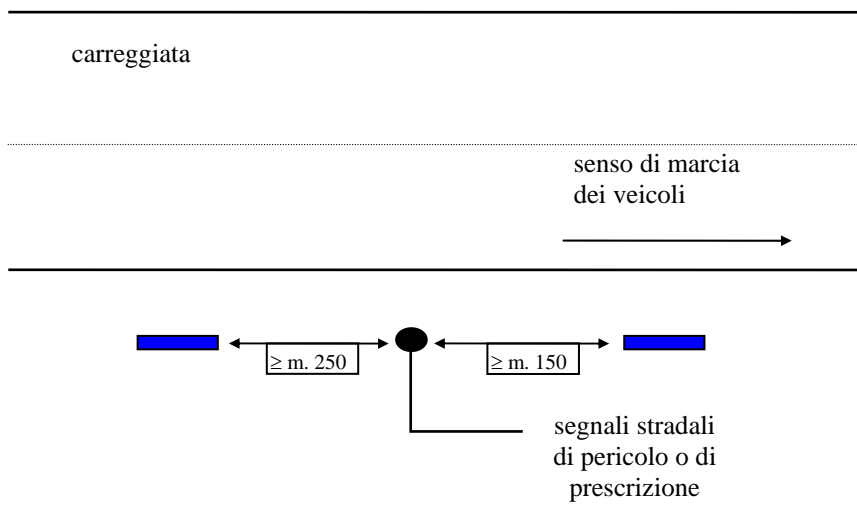 carreggiata
senso di marcia
dei veicoli
≥ m. 250
≥ m. 150
segnali stradali
di pericolo o di
prescrizione